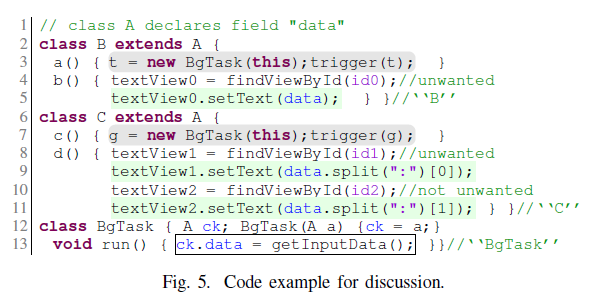 1 // class A declares field "data"
2 class B extends A {
3 a() { t = new BgTask(this);trigger(t); }
4 b() { textView0 = findViewById(id0);//unwanted
5 textView0.setText(data); } }//‘‘B’’
6 class C extends A {
7 c() { g = new BgTask(this);trigger(g); }
8 d() { textView1 = findViewById(id1);//unwanted
9 textView1.setText(data.split(":")[0]);
10 textView2 = findViewById(id2);//not unwanted
11 textView2.setText(data.split(":")[1]); } }//‘‘C’’
12 class BgTask { A ck; BgTask(A a) {ck = a;}
13 void run() { ck.data = getInputData(); }}//‘‘BgTask’’
Fig. 5. Code example for discussion.